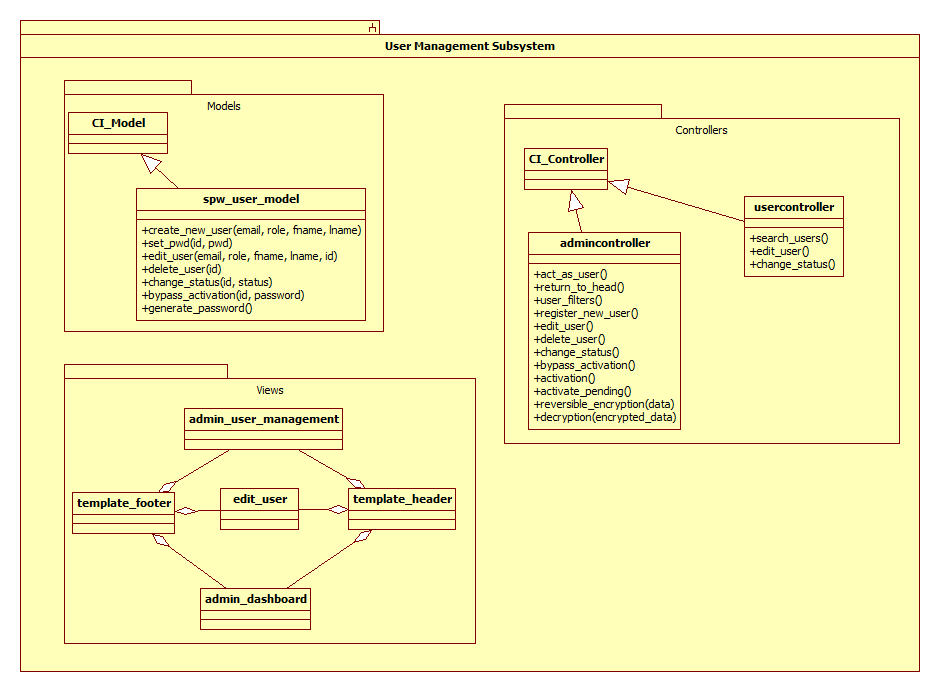 User Management Subsystem
Models
CI_Model
spw_user_model
+create_new_user(email, role, fname, lname)
+set_pwd(id, pwd)
+edit_user(email, role, fname, lname, id)
+delete_user(id)
+change_status(id, status)
+bypass_activation(id, password)
+generate_password()
Controllers
CI_Controller
usercontroller
+search_users()
+edit_user()
+change_status()
admincontroller
+act_as_user()
+return_to_head()
+user_filters()
+register_new_user()
+edit_user()
+delete_user()
+change_status()
+bypass_activation()
+activation()
+activate_pending()
+reversible_encryption(data)
+decryption(encrypted_data)
Views
admin_user_management
template_footer
edit_user
template_header
admin_dashboard